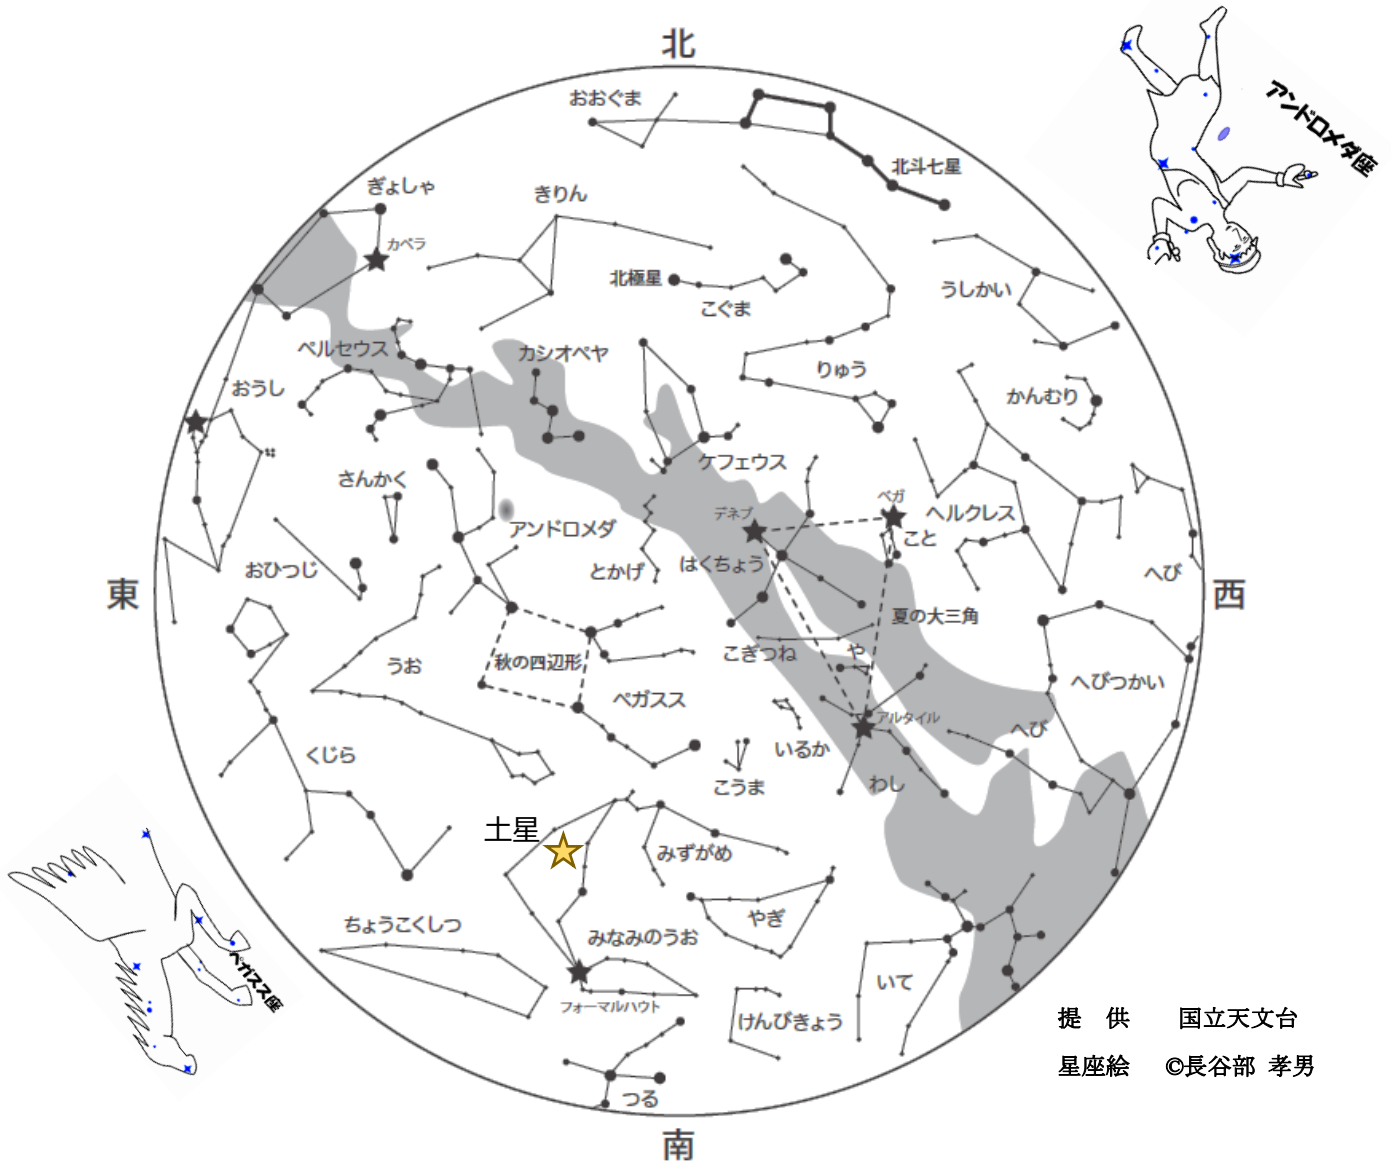 北
おおぐま
北斗七星
アンドロメダ座
ぎょしゃ
きりん
カペラ
北極星
こぐま
うしかい
ペルセウス
カシオペヤ
りゅう
おうし
かんむり
ケフェウス
さんかく
ベガ
デネブ
ヘルクレス
アンドロメダ
こと
はくちょう
とかげ
おひつじ
へび
東
西
夏の大三角
こぎつね
や
秋の四辺形
うお
へびつかい
ペガスス
アルタイル
へび
いるか
くじら
こうま
わし
土星
みずがめ
やぎ
ちょうこくしつ
みなみのうお
ペガスス座
いて
フォーマルハウト
けんびきょう
提 供 国立天文台
星座絵 ©長谷部 孝男
つる
南